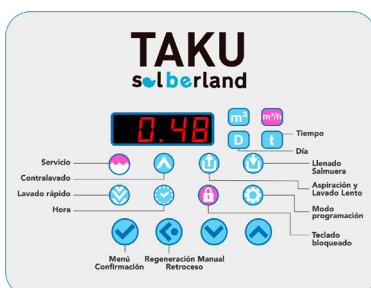 TAKU
solberland
0.48
m³
m³/h
D
t
Tiempo
Día
Servicio
Contralavado
Lavado rápido
Hora
Llenado
Salmuera
Aspiración y
Lavado Lento
Modo
programación
Teclado
bloqueado
Menú
Confirmación
Regeneración Manual
Retroceso